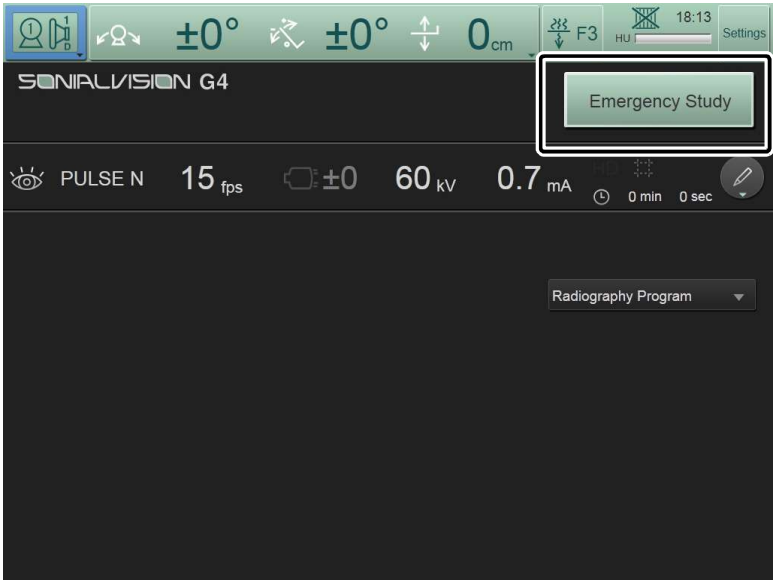 ±0° ±0° 0cm F3 HU 18:13 Settings
SONIALVISION G4
Emergency Study
PULSE N 15 fps ±0 60 kV 0.7 mA
0 min 0 sec
Radiography Program